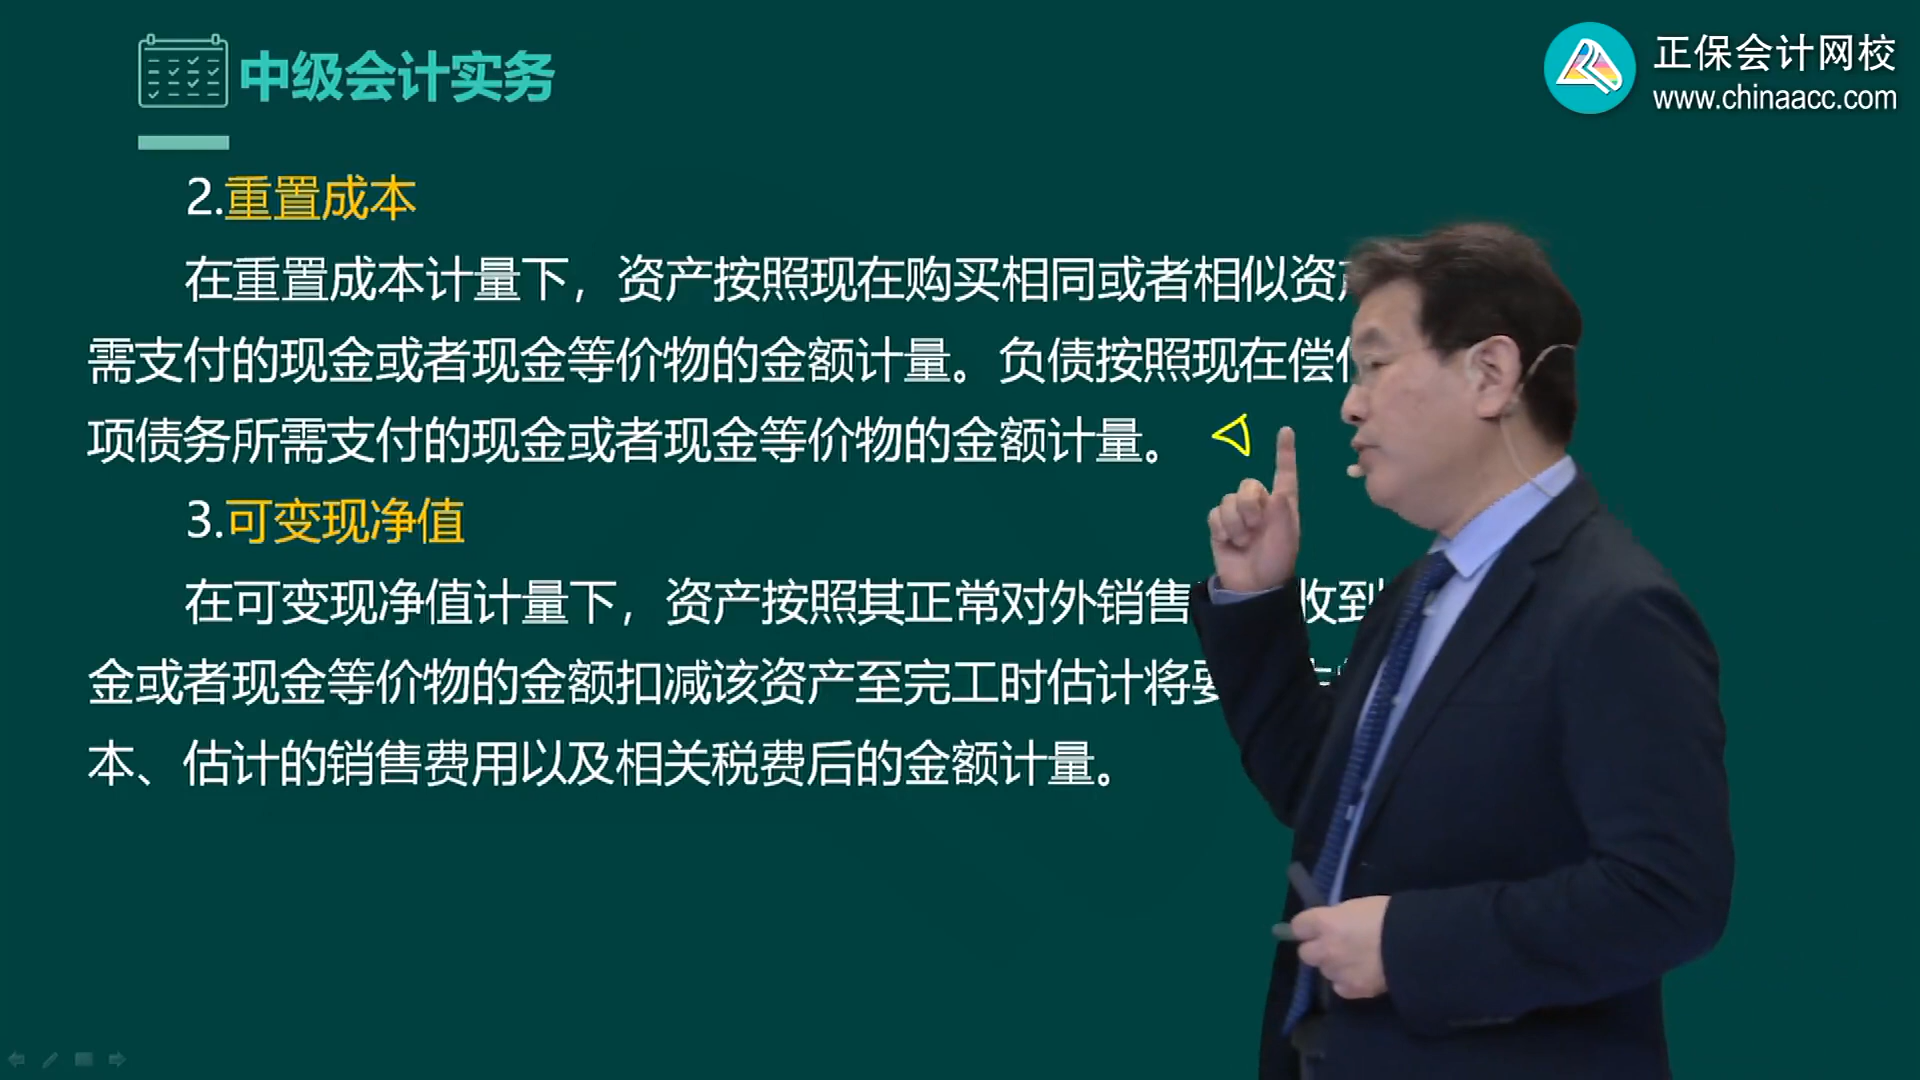 中级会计实务
正保会计网校
www.chinaacc.com
2.重置成本
在重置成本计量下，资产按照现在购买相同或者相似资
需支付的现金或者现金等价物的金额计量。负债按照现在偿
项债务所需支付的现金或者现金等价物的金额计量。
3.可变现净值
在可变现净值计量下，资产按照其正常对外销售 收到
金或者现金等价物的金额扣减该资产至完工时估计将要
本、估计的销售费用以及相关税费后的金额计量。